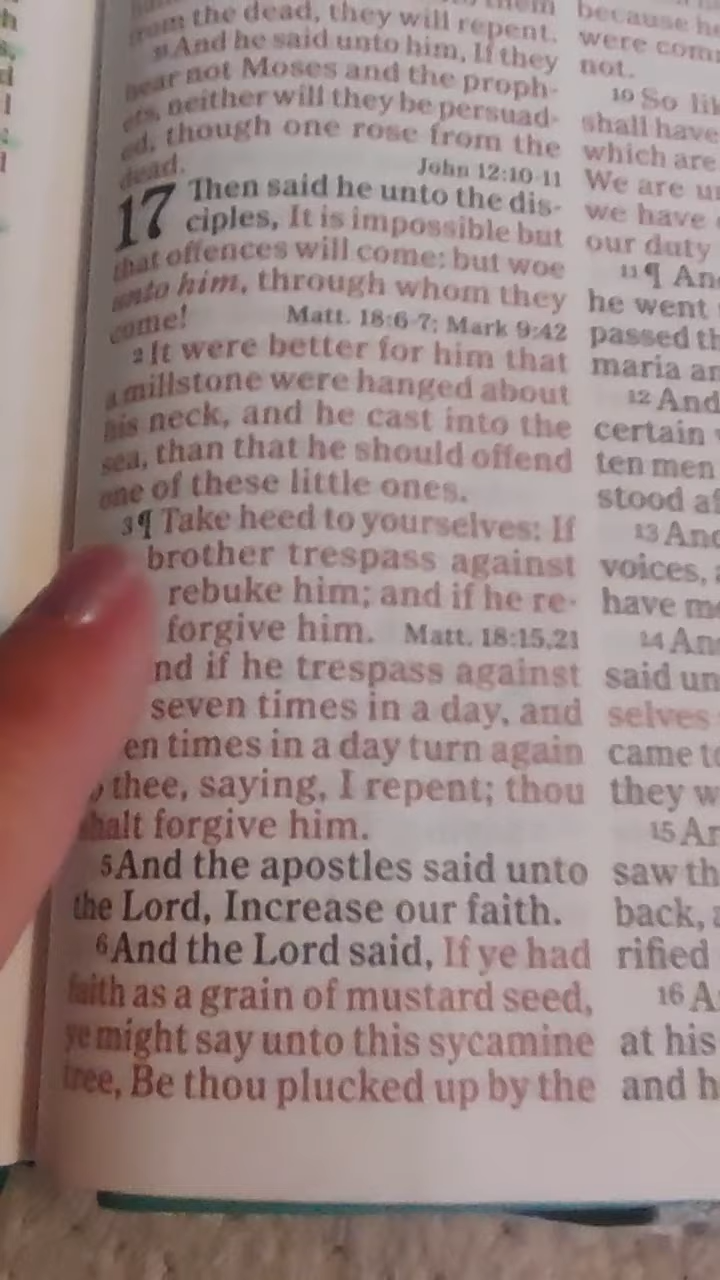 from the dead, they will repent.
31 And he said unto him, If they
hear not Moses and the proph-
ets, neither will they be persuad-
ed, though one rose from the
dead. John 12:10-11
17 Then said he unto the dis-
ciples, It is impossible but
that offences will come: but woe
unto him, through whom they
come! Matt. 18:6-7; Mark 9:42
2 It were better for him that
a millstone were hanged about
his neck, and he cast into the
sea, than that he should offend
one of these little ones.
3 ¶ Take heed to yourselves: If
brother trespass against
rebuke him; and if he re-
forgive him. Matt. 18:15,21
nd if he trespass against
seven times in a day, and
en times in a day turn again
thee, saying, I repent; thou
shalt forgive him.
5 And the apostles said unto
the Lord, Increase our faith.
6 And the Lord said, If ye had
faith as a grain of mustard seed,
ye might say unto this sycamine
tree, Be thou plucked up by the
because he
were com
not.
10 So lik
shall have
which are
We are un
we have
our duty
11 ¶ An
he went
passed th
maria an
12 And
certain
ten men
stood af
13 And
voices,
have me
14 An
said un
selves
came to
they w
15 An
saw th
back,
rified
16 A
at his
and h